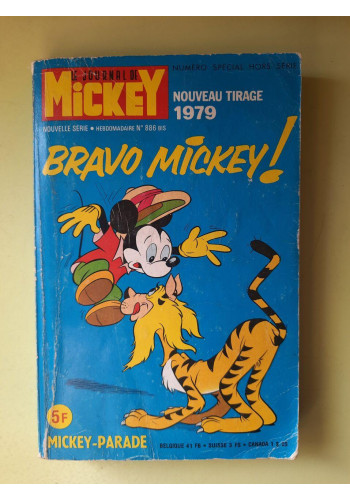 LE JOURNAL DE
MICKEY
NUMÉRO SPÉCIAL HORS SÉRIE
NOUVEAU TIRAGE
1979
NOUVELLE SÉRIE • HEBDOMADAIRE N° 886 BIS
BRAVO MICKEY!
5F
MICKEY-PARADE
BELGIQUE 41 FB • SUISSE 3 FS • CANADA 1 $